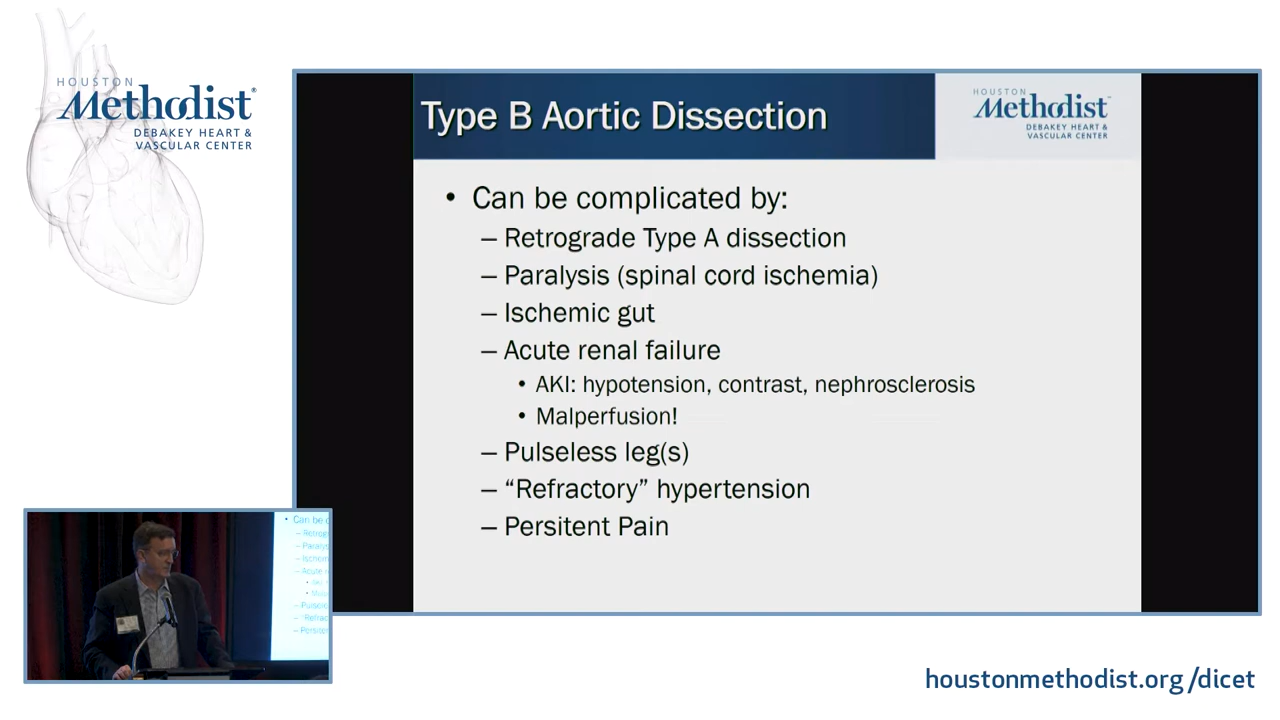 HOUSTON
Methodist®
DEBAKEY HEART &
VASCULAR CENTER
Type B Aortic Dissection
HOUSTON
Methodist
DEBAKEY HEART &
VASCULAR CENTER
• Can be complicated by:
– Retrograde Type A dissection
– Paralysis (spinal cord ischemia)
– Ischemic gut
– Acute renal failure
• AKI: hypotension, contrast, nephrosclerosis
• Malperfusion!
– Pulseless leg(s)
– “Refractory” hypertension
– Persitent Pain
• Can be
houstonmethodist.org/dicet